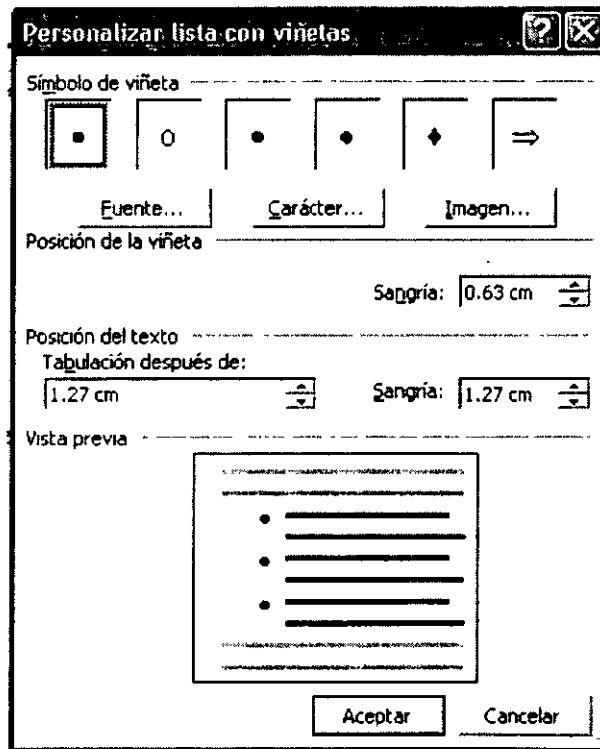 Personalizar lista con viñetas
Símbolo de viñeta
Fuente... Carácter... Imagen...
Posición de la viñeta
Sangría: 0.63 cm
Posición del texto
Tabulación después de:
1.27 cm Sangría: 1.27 cm
Vista previa
Aceptar Cancelar